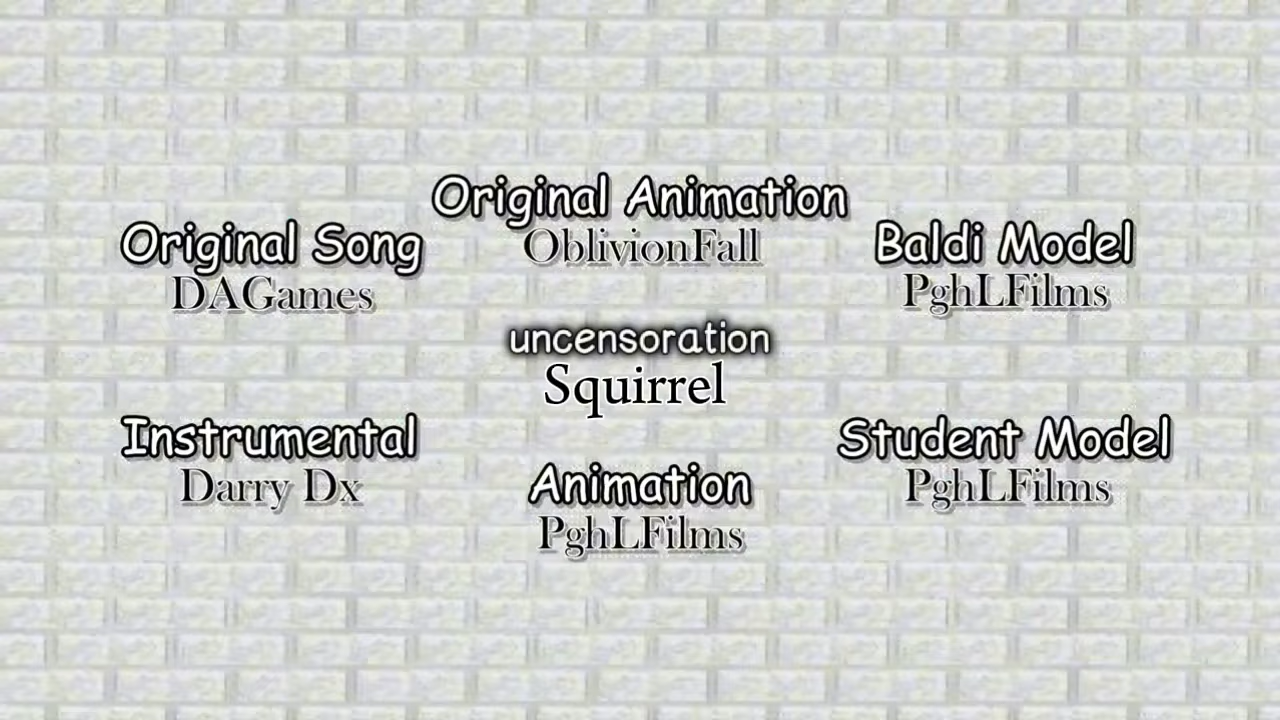 Original Animation
OblivionFall
Original Song
DAGames
Baldi Model
PghLFilms
uncensoration
Squirrel
Instrumental
Darry Dx
Student Model
PghLFilms
Animation
PghLFilms